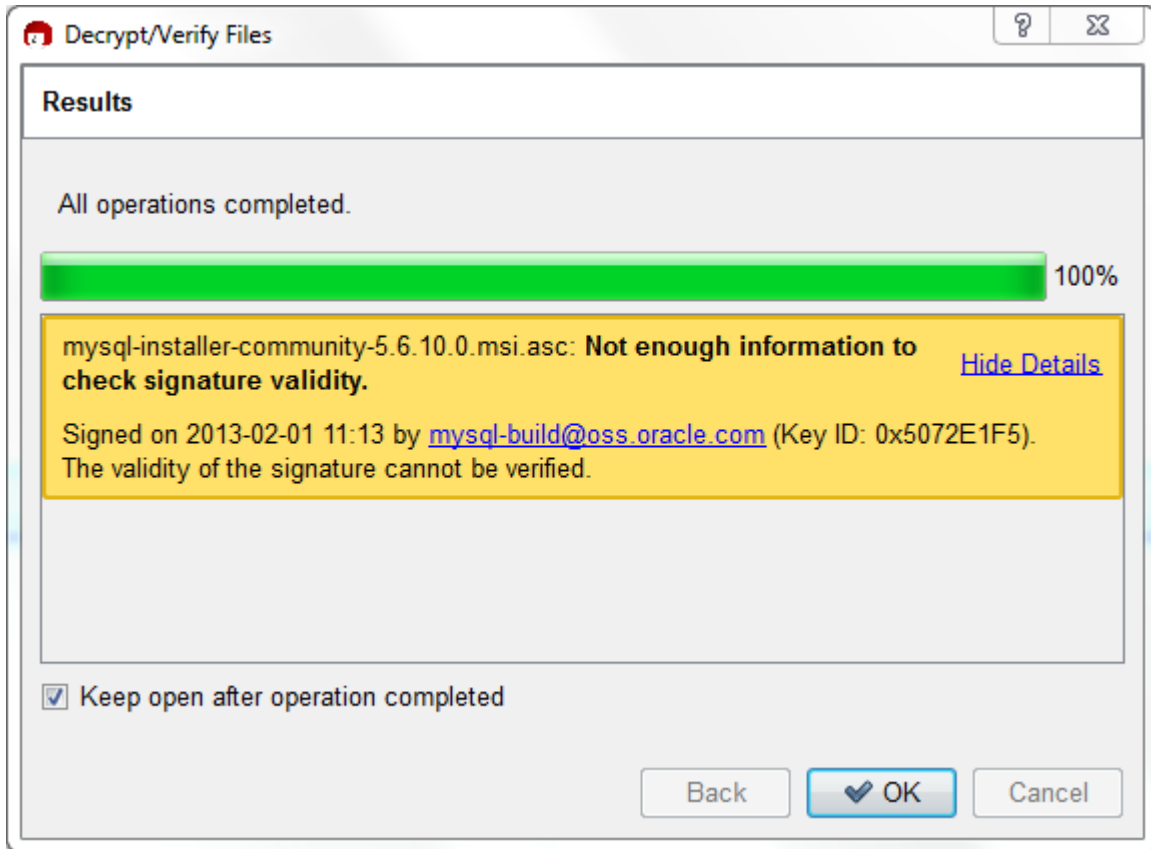 Decrypt/Verify Files
Results
All operations completed.
100%
mysql-installer-community-5.6.10.0.msi.asc: Not enough information to
check signature validity.
Hide Details
Signed on 2013-02-01 11:13 by mysql-build@oss.oracle.com (Key ID: 0x5072E1F5).
The validity of the signature cannot be verified.
Keep open after operation completed
Back
OK
Cancel